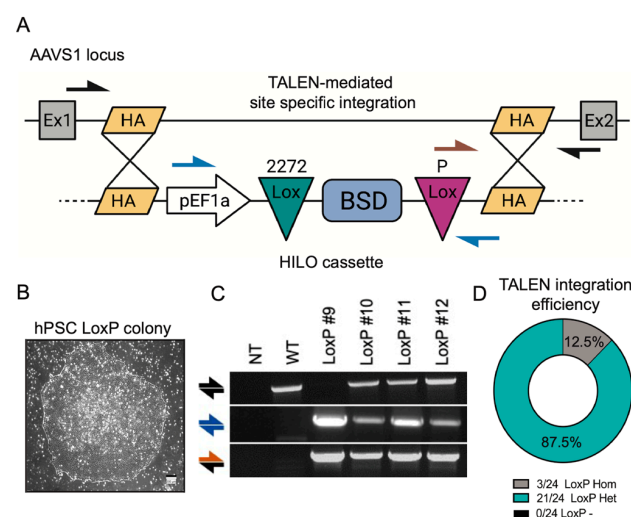 A
AAVS1 locus
TALEN-mediated
site specific integration
Ex1
HA
HA
Ex2
2272
P
HA
pEF1a
Lox
BSD
Lox
HA
HILO cassette
B
hPSC LoxP colony
C
NT
WT
LoxP #9
LoxP #10
LoxP #11
LoxP #12
D
TALEN integration
efficiency
12.5%
87.5%
3/24 LoxP Hom
21/24 LoxP Het
0/24 LoxP -